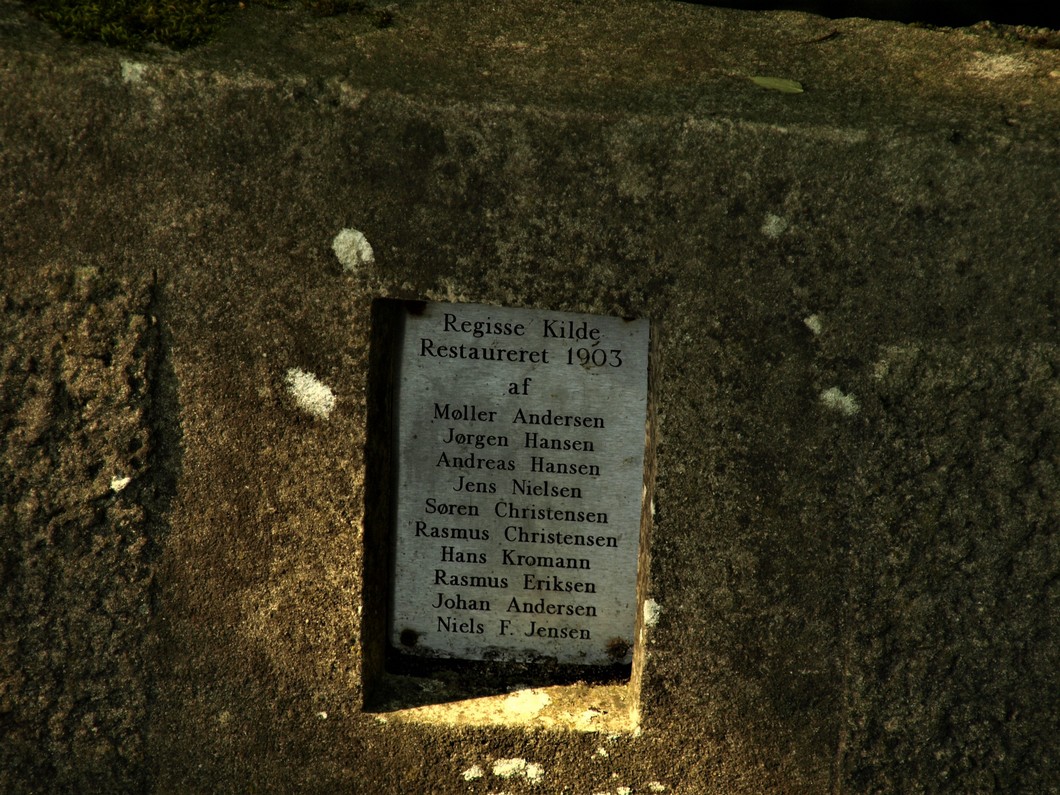 Regisse Kilde
Restaureret 1903
af
Møller Andersen
Jørgen Hansen
Andreas Hansen
Jens Nielsen
Søren Christensen
Rasmus Christensen
Hans Kromann
Rasmus Eriksen
Johan Andersen
Niels F. Jensen